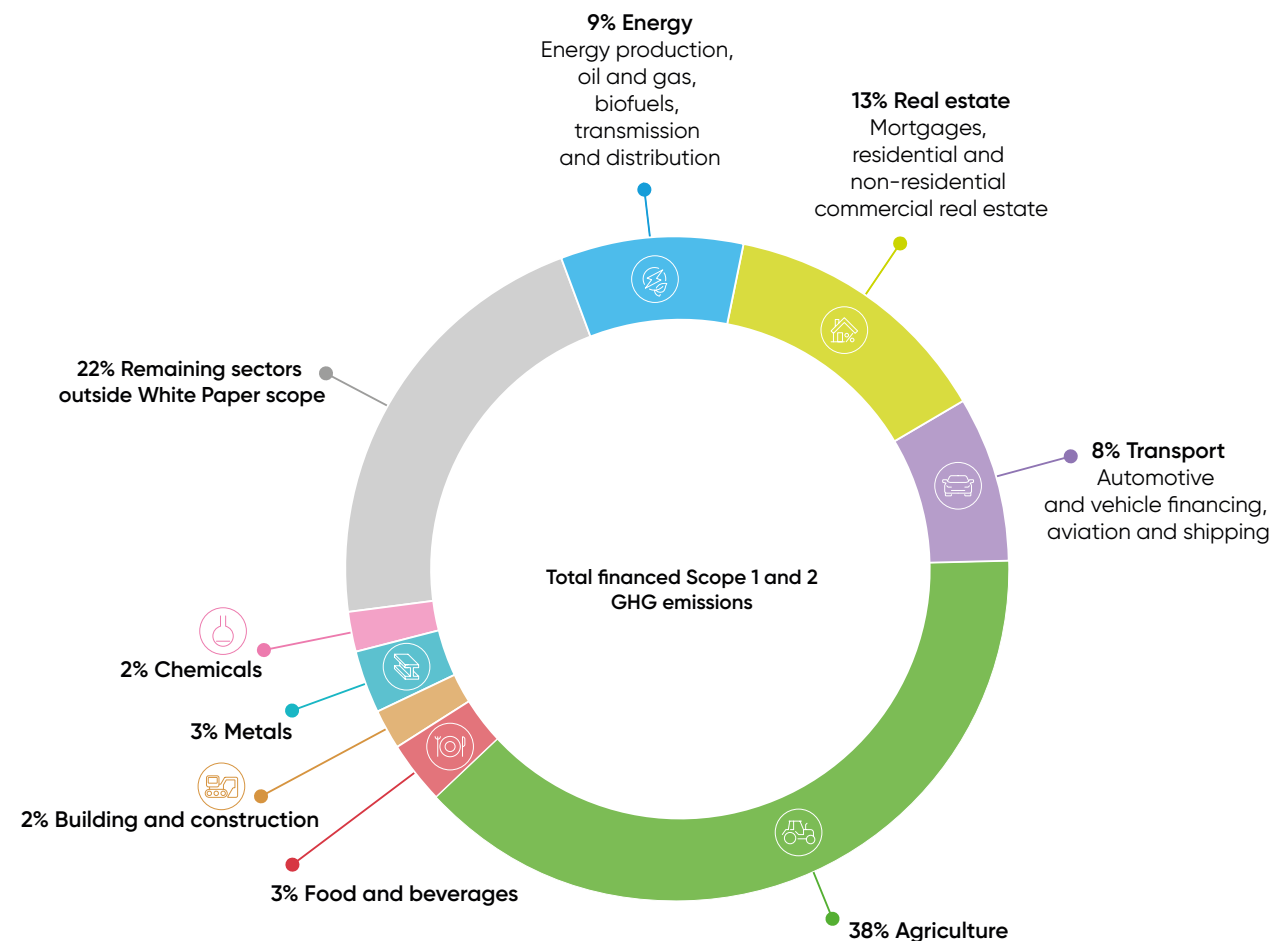 9% Energy
Energy production,
oil and gas,
biofuels,
transmission
and distribution
13% Real estate
Mortgages,
residential and
non-residential
commercial real estate
22% Remaining sectors
outside White Paper scope
8% Transport
Automotive
and vehicle financing,
aviation and shipping
Total financed Scope 1 and 2
GHG emissions
2% Chemicals
3% Metals
2% Building and construction
3% Food and beverages
38% Agriculture
%